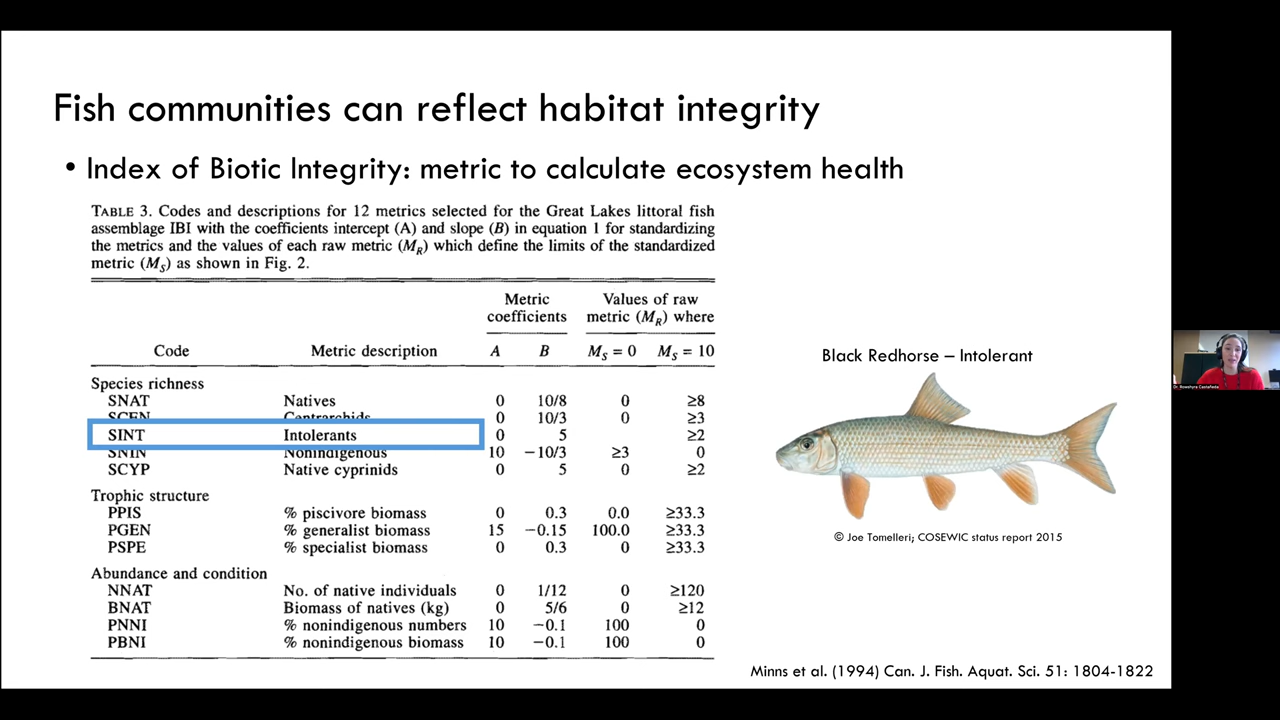 Fish communities can reflect habitat integrity
• Index of Biotic Integrity: metric to calculate ecosystem health
TABLE 3. Codes and descriptions for 12 metrics selected for the Great Lakes littoral fish
assemblage IBI with the coefficients intercept (A) and slope (B) in equation 1 for standardizing
the metrics and the values of each raw metric (M_R) which define the limits of the standardized
metric (M_S) as shown in Fig. 2.
Metric coefficients Values of raw metric (M_R) where
Code Metric description A B M_S = 0 M_S = 10
Species richness
SNAT Natives 0 10/8 0 ≥8
SCEN Centrarchids 0 10/3 0 ≥3
SINT Intolerants 0 5 ≥2
SNIN Nonindigenous 10 −10/3 ≥3 0
SCYP Native cyprinids 0 5 0 ≥2
Trophic structure
PPIS % piscivore biomass 0 0.3 0.0 ≥33.3
PGEN % generalist biomass 15 −0.15 100.0 ≥33.3
PSPE % specialist biomass 0 0.3 0 ≥33.3
Abundance and condition
NNAT No. of native individuals 0 1/12 0 ≥120
BNAT Biomass of natives (kg) 0 5/6 0 ≥12
PNNI % nonindigenous numbers 10 −0.1 100 0
PBNI % nonindigenous biomass 10 −0.1 100 0
Black Redhorse – Intolerant
© Joe Tomelleri; COSEWIC status report 2015
Minns et al. (1994) Can. J. Fish. Aquat. Sci. 51: 1804-1822
Dr. Rowshyra Castañeda